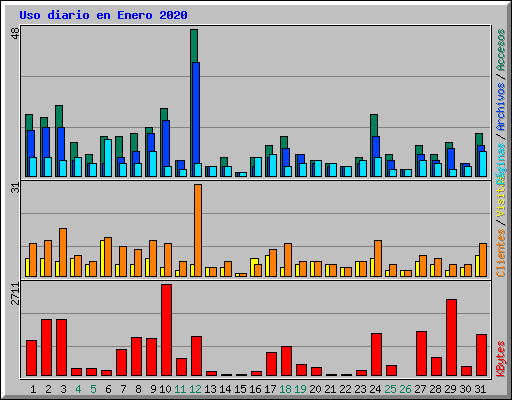 Uso diario en Enero 2020
48
31
2711
Accesos / Archivos / Páginas
Clientes / Visitas
KBytes
1 2 3 4 5 6 7 8 9 10 11 12 13 14 15 16 17 18 19 20 21 22 23 24 25 26 27 28 29 30 31